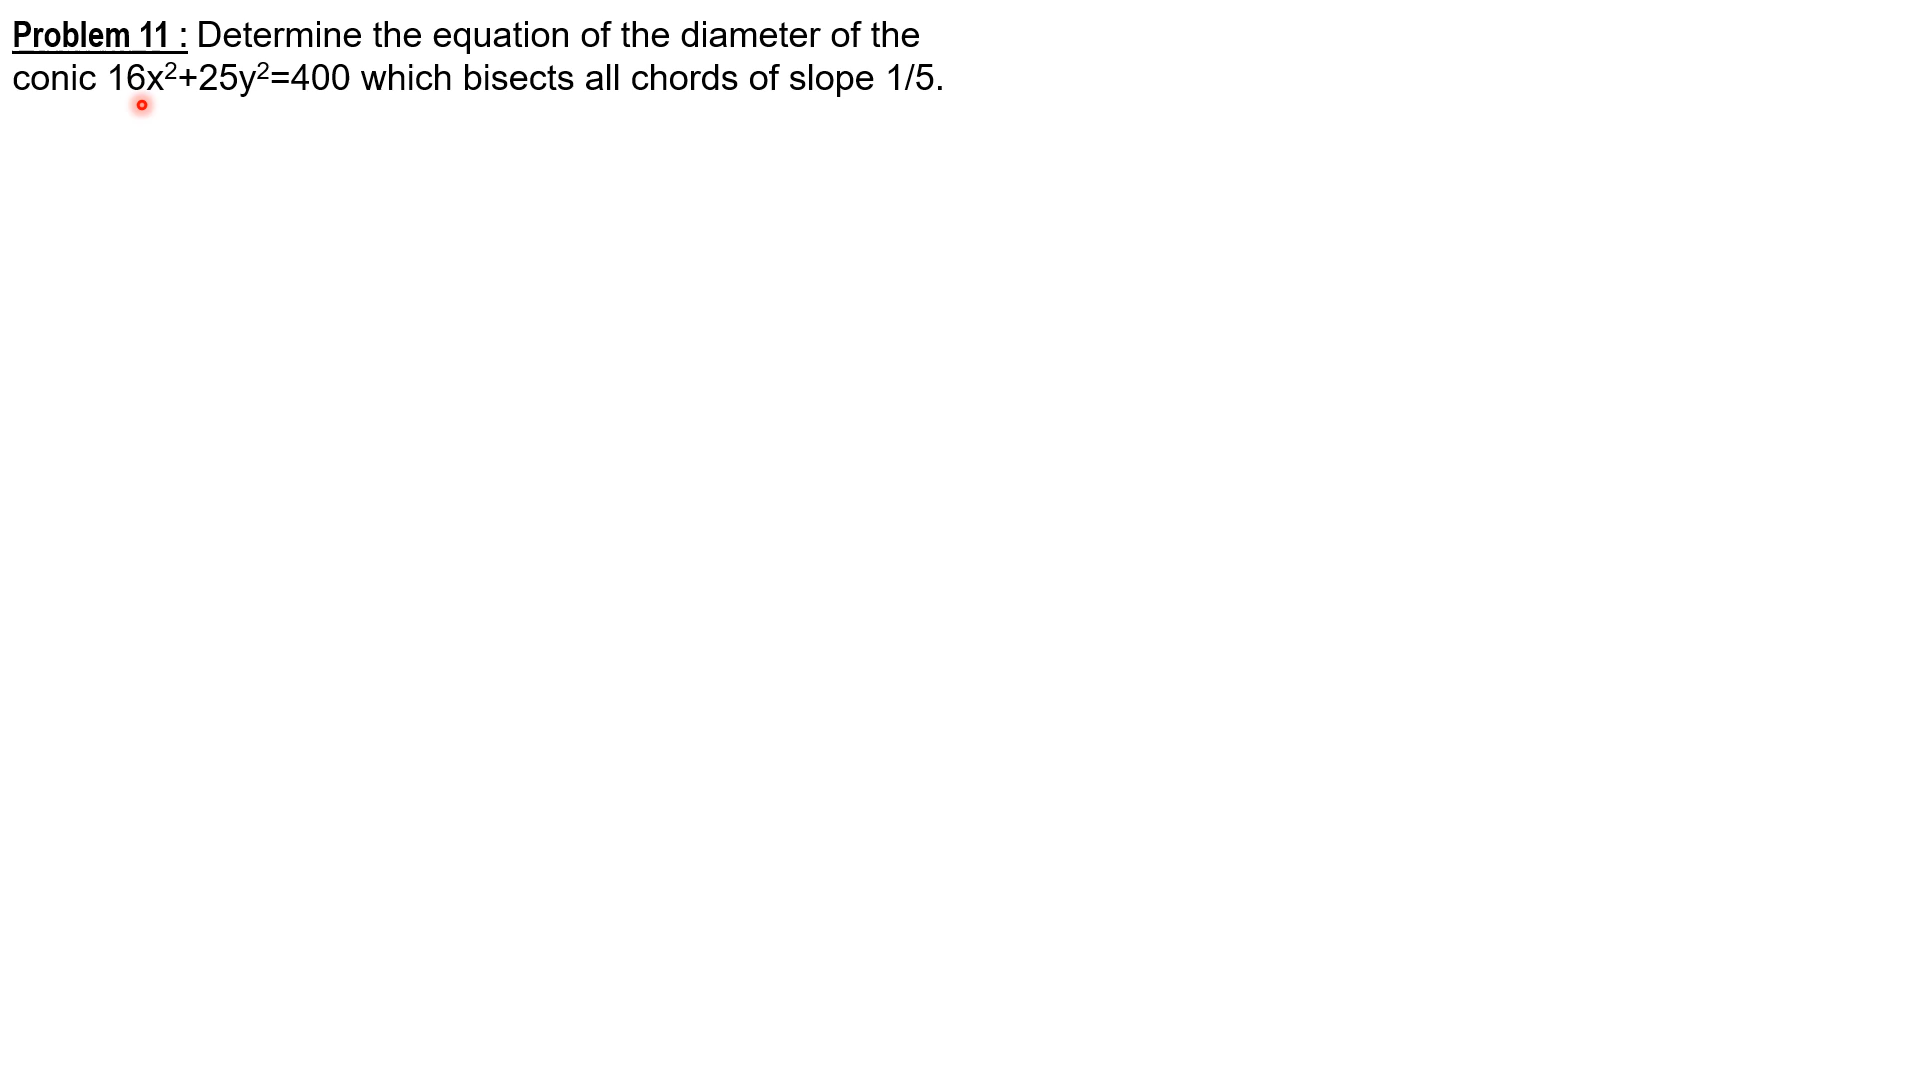 Problem 11 : Determine the equation of the diameter of the
conic 16x²+25y²=400 which bisects all chords of slope 1/5.